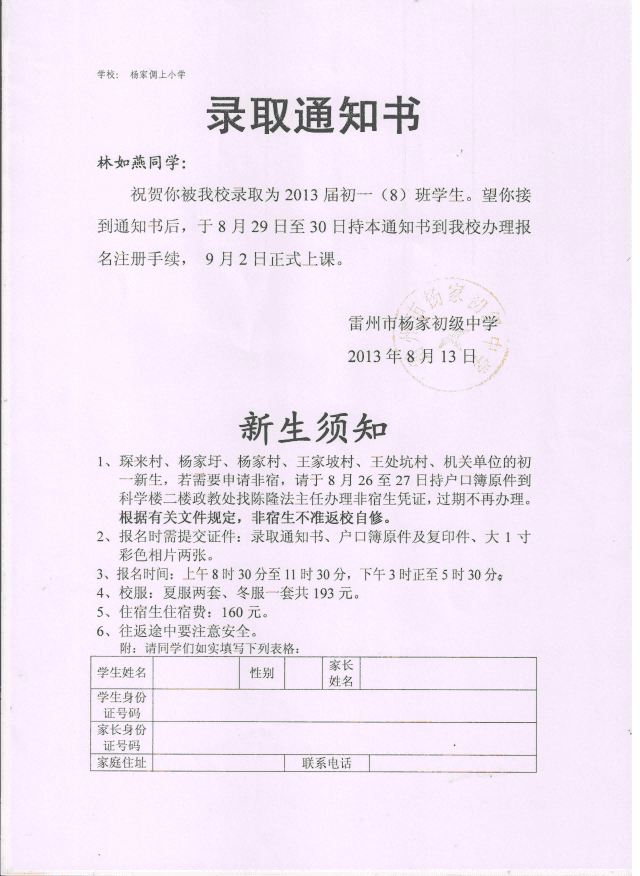 学校： 杨家倜上小学
录取通知书
林如燕同学：
祝贺你被我校录取为 2013 届初一（8）班学生。望你接
到通知书后，于 8 月 29 日至 30 日持本通知书到我校办理报
名注册手续， 9 月 2 日正式上课。
雷州市杨家初级中学
2013 年 8 月 13 日
新生须知
1、琛来村、杨家圩、杨家村、王家坡村、王处坑村、机关单位的初
一新生，若需要申请非宿，请于 8 月 26 至 27 日持户口簿原件到
科学楼二楼政教处找陈隆法主任办理非宿生凭证，过期不再办理。
根据有关文件规定，非宿生不准返校自修。
2、报名时需提交证件：录取通知书、户口簿原件及复印件、大 1 寸
彩色相片两张。
3、报名时间：上午 8 时 30 分至 11 时 30 分，下午 3 时正至 5 时 30 分。
4、校服：夏服两套、冬服一套共 193 元。
5、住宿生住宿费：160 元。
6、往返途中要注意安全。
附：请同学们如实填写下列表格：
学生姓名 性别 家长
姓名
学生身份
证号码
家长身份
证号码
家庭住址 联系电话